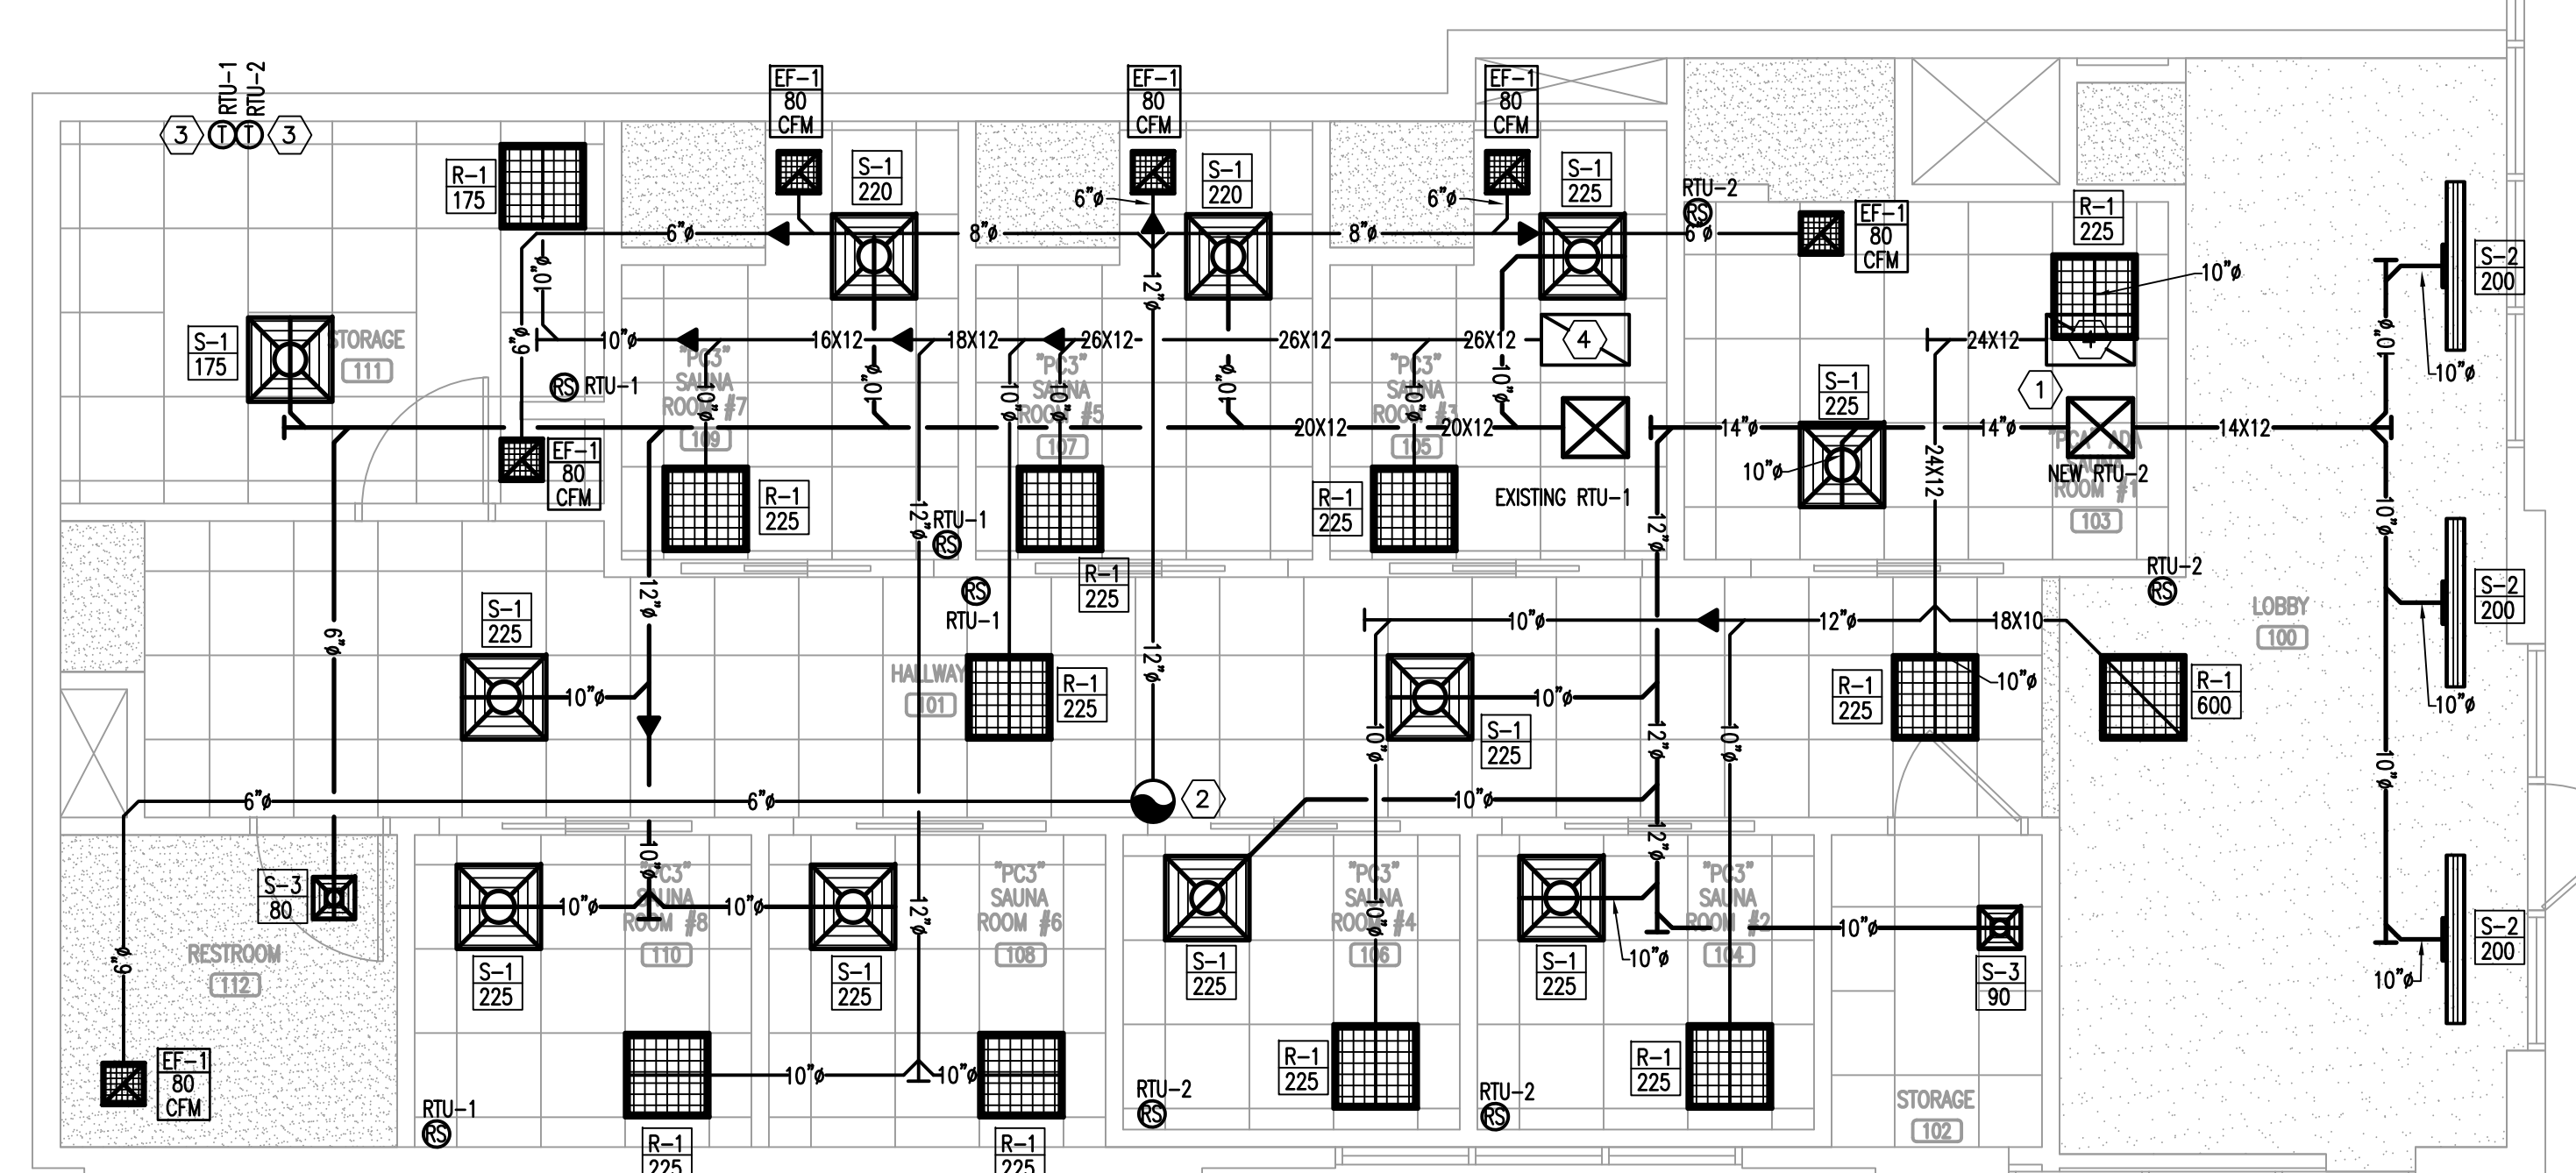 RTU-1
RTU-2
3
T
T
3
EF-1
80
CFM
EF-1
80
CFM
EF-1
80
CFM
R-1
175
S-1
220
S-1
220
S-1
225
6"ø
6"ø
RTU-2
RS
EF-1
80
CFM
R-1
225
6"ø
8"ø
8"ø
6"ø
10"ø
S-2
200
10"ø
12"ø
6"ø
S-1
175
STORAGE
111
10"ø
16X12
18X12
26X12
26X12
26X12
4
24X12
4
10"ø
10"ø
RS RTU-1
"PC3"
SAUNA
ROOM #7
109
10"ø
10"ø
10"ø
10"ø
"PC3"
SAUNA
ROOM #5
107
10"ø
"PC3"
SAUNA
ROOM #3
105
10"ø
10"ø
S-1
225
1
20X12
20X12
14"ø
14"ø
14X12
10"ø
24X12
"PCA" ADA
SAUNA
ROOM #1
103
NEW RTU-2
EXISTING RTU-1
EF-1
80
CFM
R-1
225
R-1
225
R-1
225
12"ø
RTU-1
RS
12"ø
10"ø
S-2
200
10"ø
12"ø
6"ø
S-1
225
RS
RTU-1
RTU-2
RS
LOBBY
100
10"ø
12"ø
18X10
12"ø
10"ø
HALLWAY
101
R-1
225
10"ø
S-1
225
R-1
225
10"ø
R-1
600
10"ø
12"ø
10"ø
10"ø
6"ø
6"ø
2
10"ø
12"ø
10"ø
S-3
80
"PC3"
SAUNA
ROOM #8
110
10"ø
10"ø
12"ø
"PC3"
SAUNA
ROOM #6
108
"PC3"
SAUNA
ROOM #4
106
10"ø
"PC3"
SAUNA
ROOM #2
104
10"ø
10"ø
S-2
200
10"ø
RESTROOM
112
6"ø
S-1
225
S-1
225
S-1
225
S-1
225
S-3
90
EF-1
80
CFM
10"ø
10"ø
R-1
225
R-1
225
RTU-1
RS
RTU-2
RS
RTU-2
RS
STORAGE
102
R-1
225
R-1
225